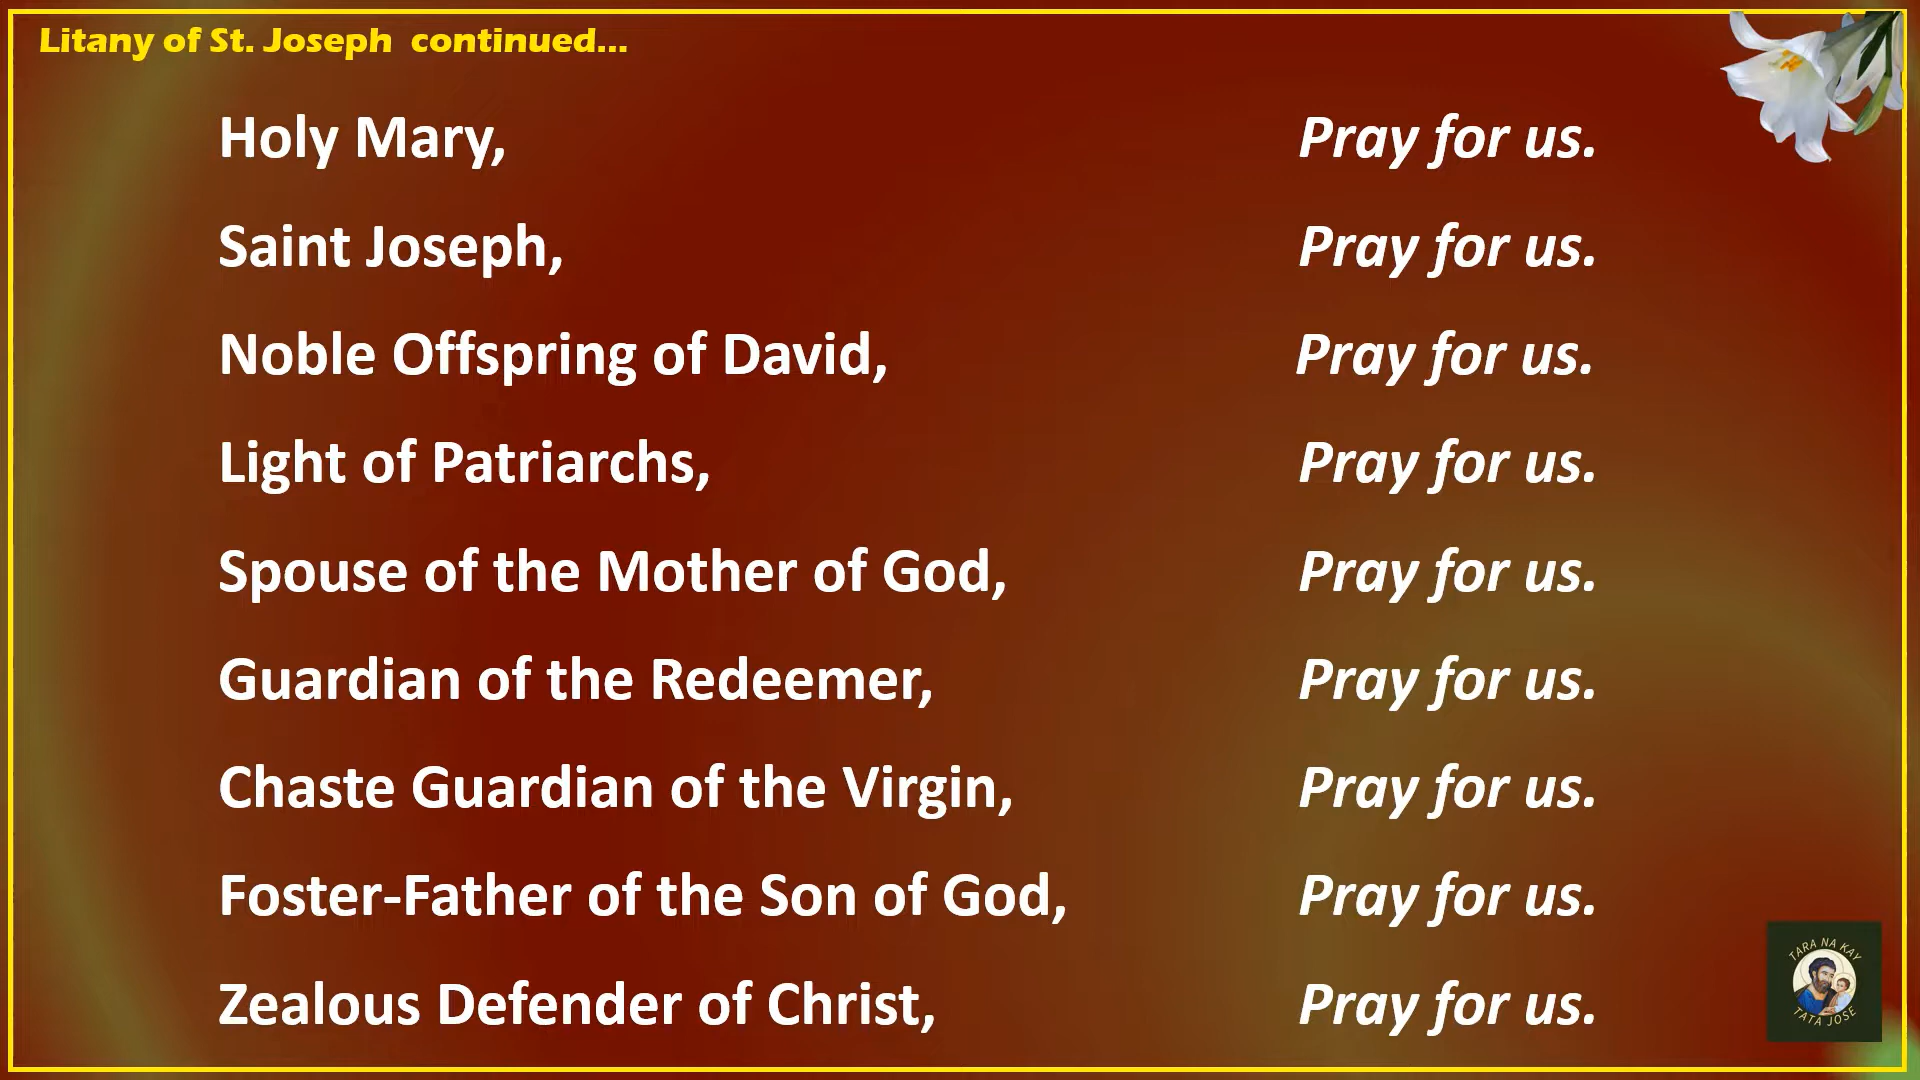 Litany of St. Joseph continued...
Holy Mary, Pray for us.
Saint Joseph, Pray for us.
Noble Offspring of David, Pray for us.
Light of Patriarchs, Pray for us.
Spouse of the Mother of God, Pray for us.
Guardian of the Redeemer, Pray for us.
Chaste Guardian of the Virgin, Pray for us.
Foster-Father of the Son of God, Pray for us.
Zealous Defender of Christ, Pray for us.
TARA NA KAY
TATA JOSE